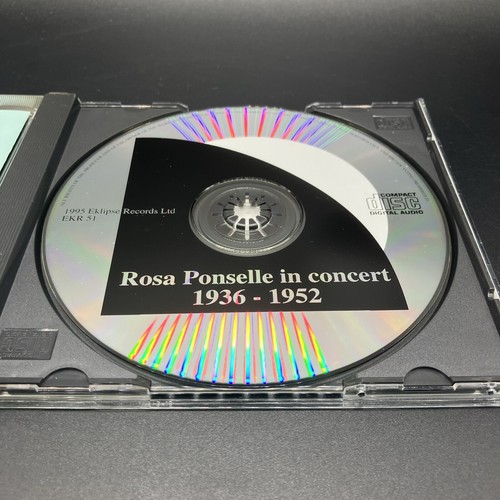 1995 Eklipse Records Ltd
EKR 51
COMPACT
disc
DIGITAL AUDIO
Rosa Ponselle in concert
1936 - 1952